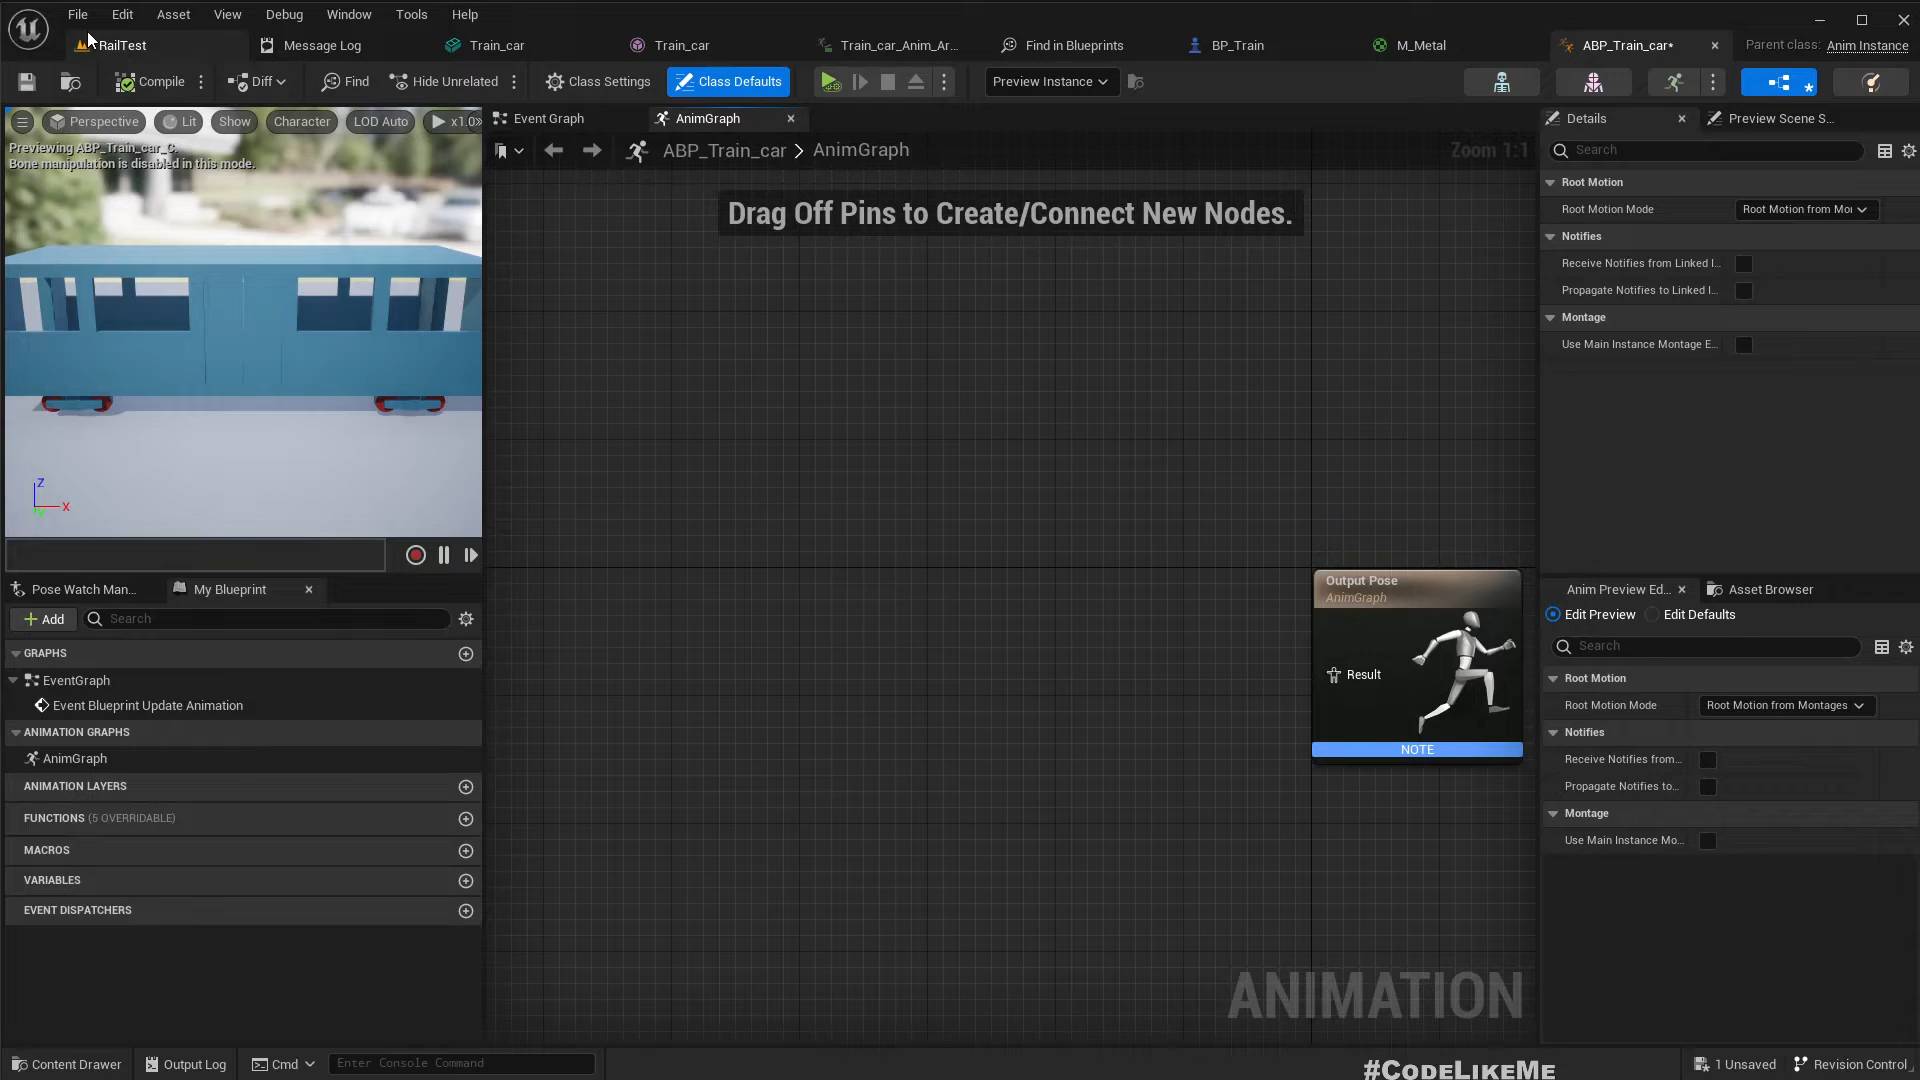 File Edit Asset View Debug Window Tools Help
RailTest Message Log Train_car Train_car Train_car_Anim_Ar... Find in Blueprints BP_Train M_Metal ABP_Train_car* Parent class: Anim Instance
Compile Diff Find Hide Unrelated Class Settings Class Defaults Preview Instance
Perspective Lit Show Character LOD Auto x1.0
Previewing ABP_Train_car_C.
Bone manipulation is disabled in this mode.
Z
X
Y
Event Graph AnimGraph
ABP_Train_car > AnimGraph Zoom 1:1
Drag Off Pins to Create/Connect New Nodes.
Output Pose
AnimGraph
Result
NOTE
ANIMATION
Details Preview Scene S...
Search
Root Motion
Root Motion Mode Root Motion from Mo
Notifies
Receive Notifies from Linked I...
Propagate Notifies to Linked I...
Montage
Use Main Instance Montage E...
Pose Watch Man... My Blueprint
Add Search
GRAPHS
EventGraph
Event Blueprint Update Animation
ANIMATION GRAPHS
AnimGraph
ANIMATION LAYERS
FUNCTIONS (5 OVERRIDABLE)
MACROS
VARIABLES
EVENT DISPATCHERS
Anim Preview Ed... Asset Browser
Edit Preview Edit Defaults
Search
Root Motion
Root Motion Mode Root Motion from Montages
Notifies
Receive Notifies from...
Propagate Notifies to...
Montage
Use Main Instance Mo...
Content Drawer Output Log Cmd Enter Console Command 1 Unsaved Revision Control
#CodeLikeMe